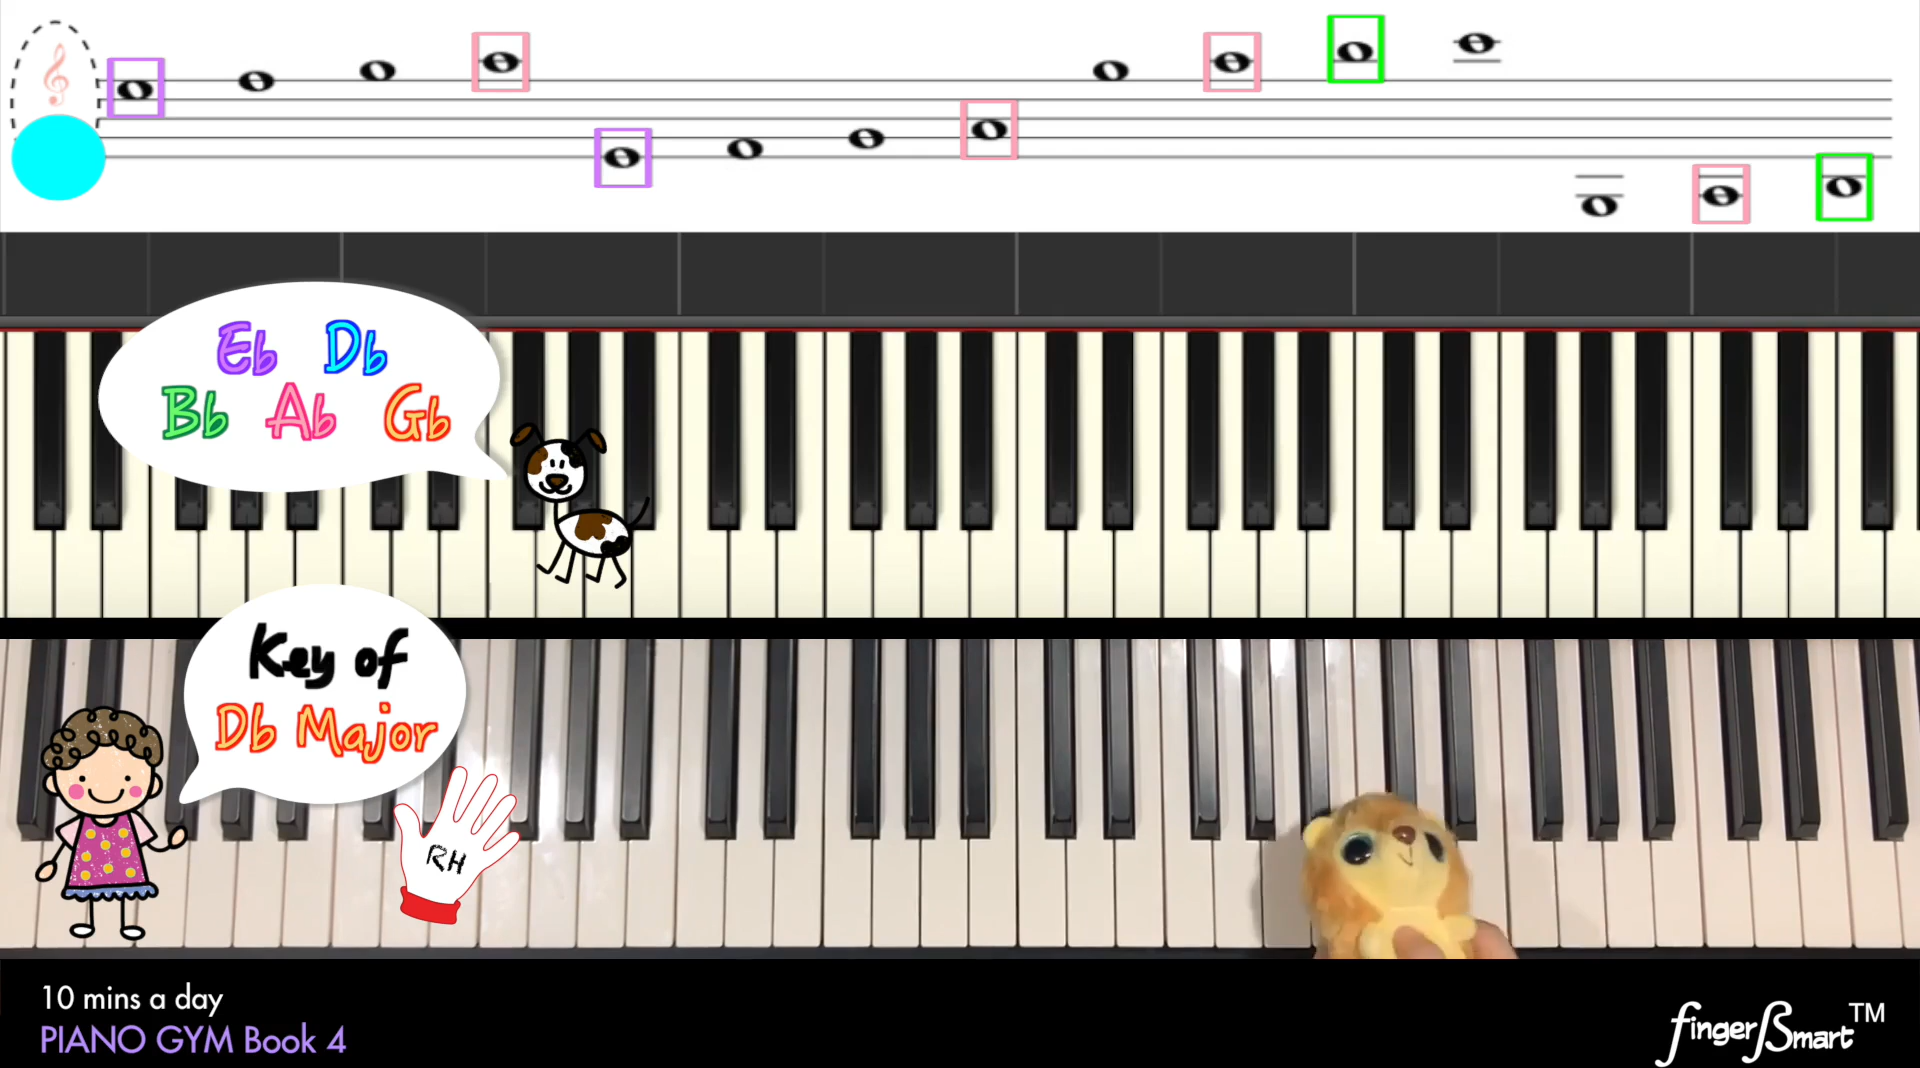 Eb Db
Bb Ab Gb
Key of
Db Major
RH
10 mins a day
PIANO GYM Book 4
fingerSmart™